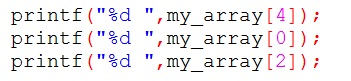 printf("%d ",my_array[4]);
printf("%d ",my_array[0]);
printf("%d ",my_array[2]);